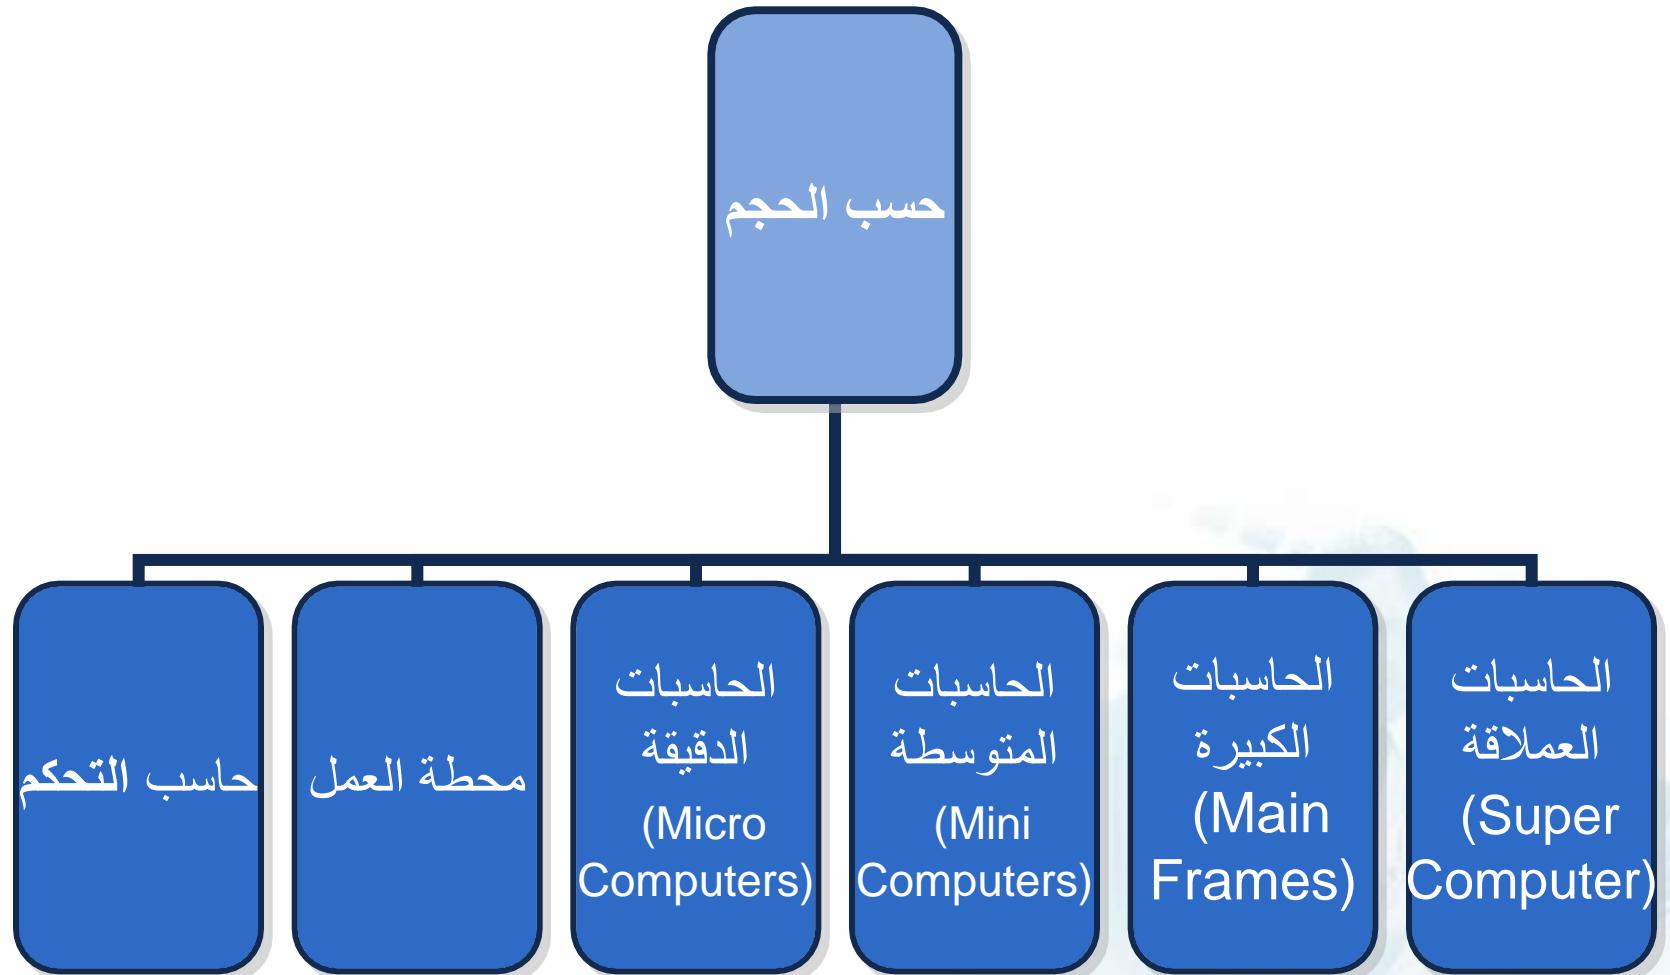 حسب الحجم
الحاسبات
العملاقة
(Super
Computer)
الحاسبات
الكبيرة
(Main
Frames)
الحاسبات
المتوسطة
(Mini
Computers)
الحاسبات
الدقيقة
(Micro
Computers)
محطة العمل
حاسب التحكم